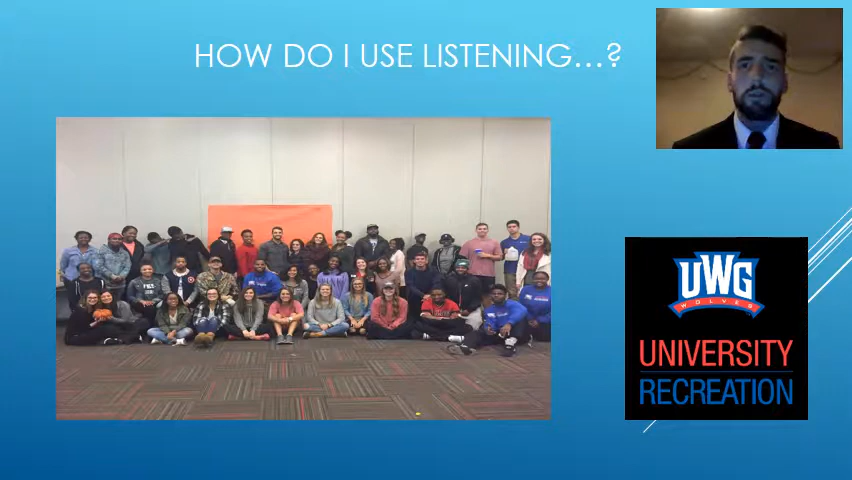 HOW DO I USE LISTENING...?
UWG
WOLVES
UNIVERSITY
RECREATION